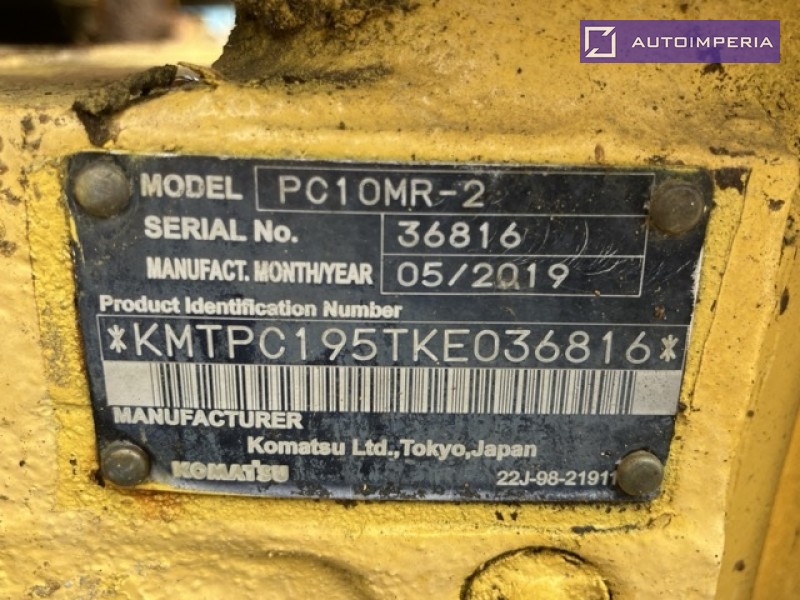 AUTOIMPERIA
MODEL PC10MR-2
SERIAL No. 36816
MANUFACT. MONTH/YEAR 05/2019
Product Identification Number
*KMTPC195TKE036816*
MANUFACTURER
Komatsu Ltd.,Tokyo,Japan
KOMATSU 22J-98-21911